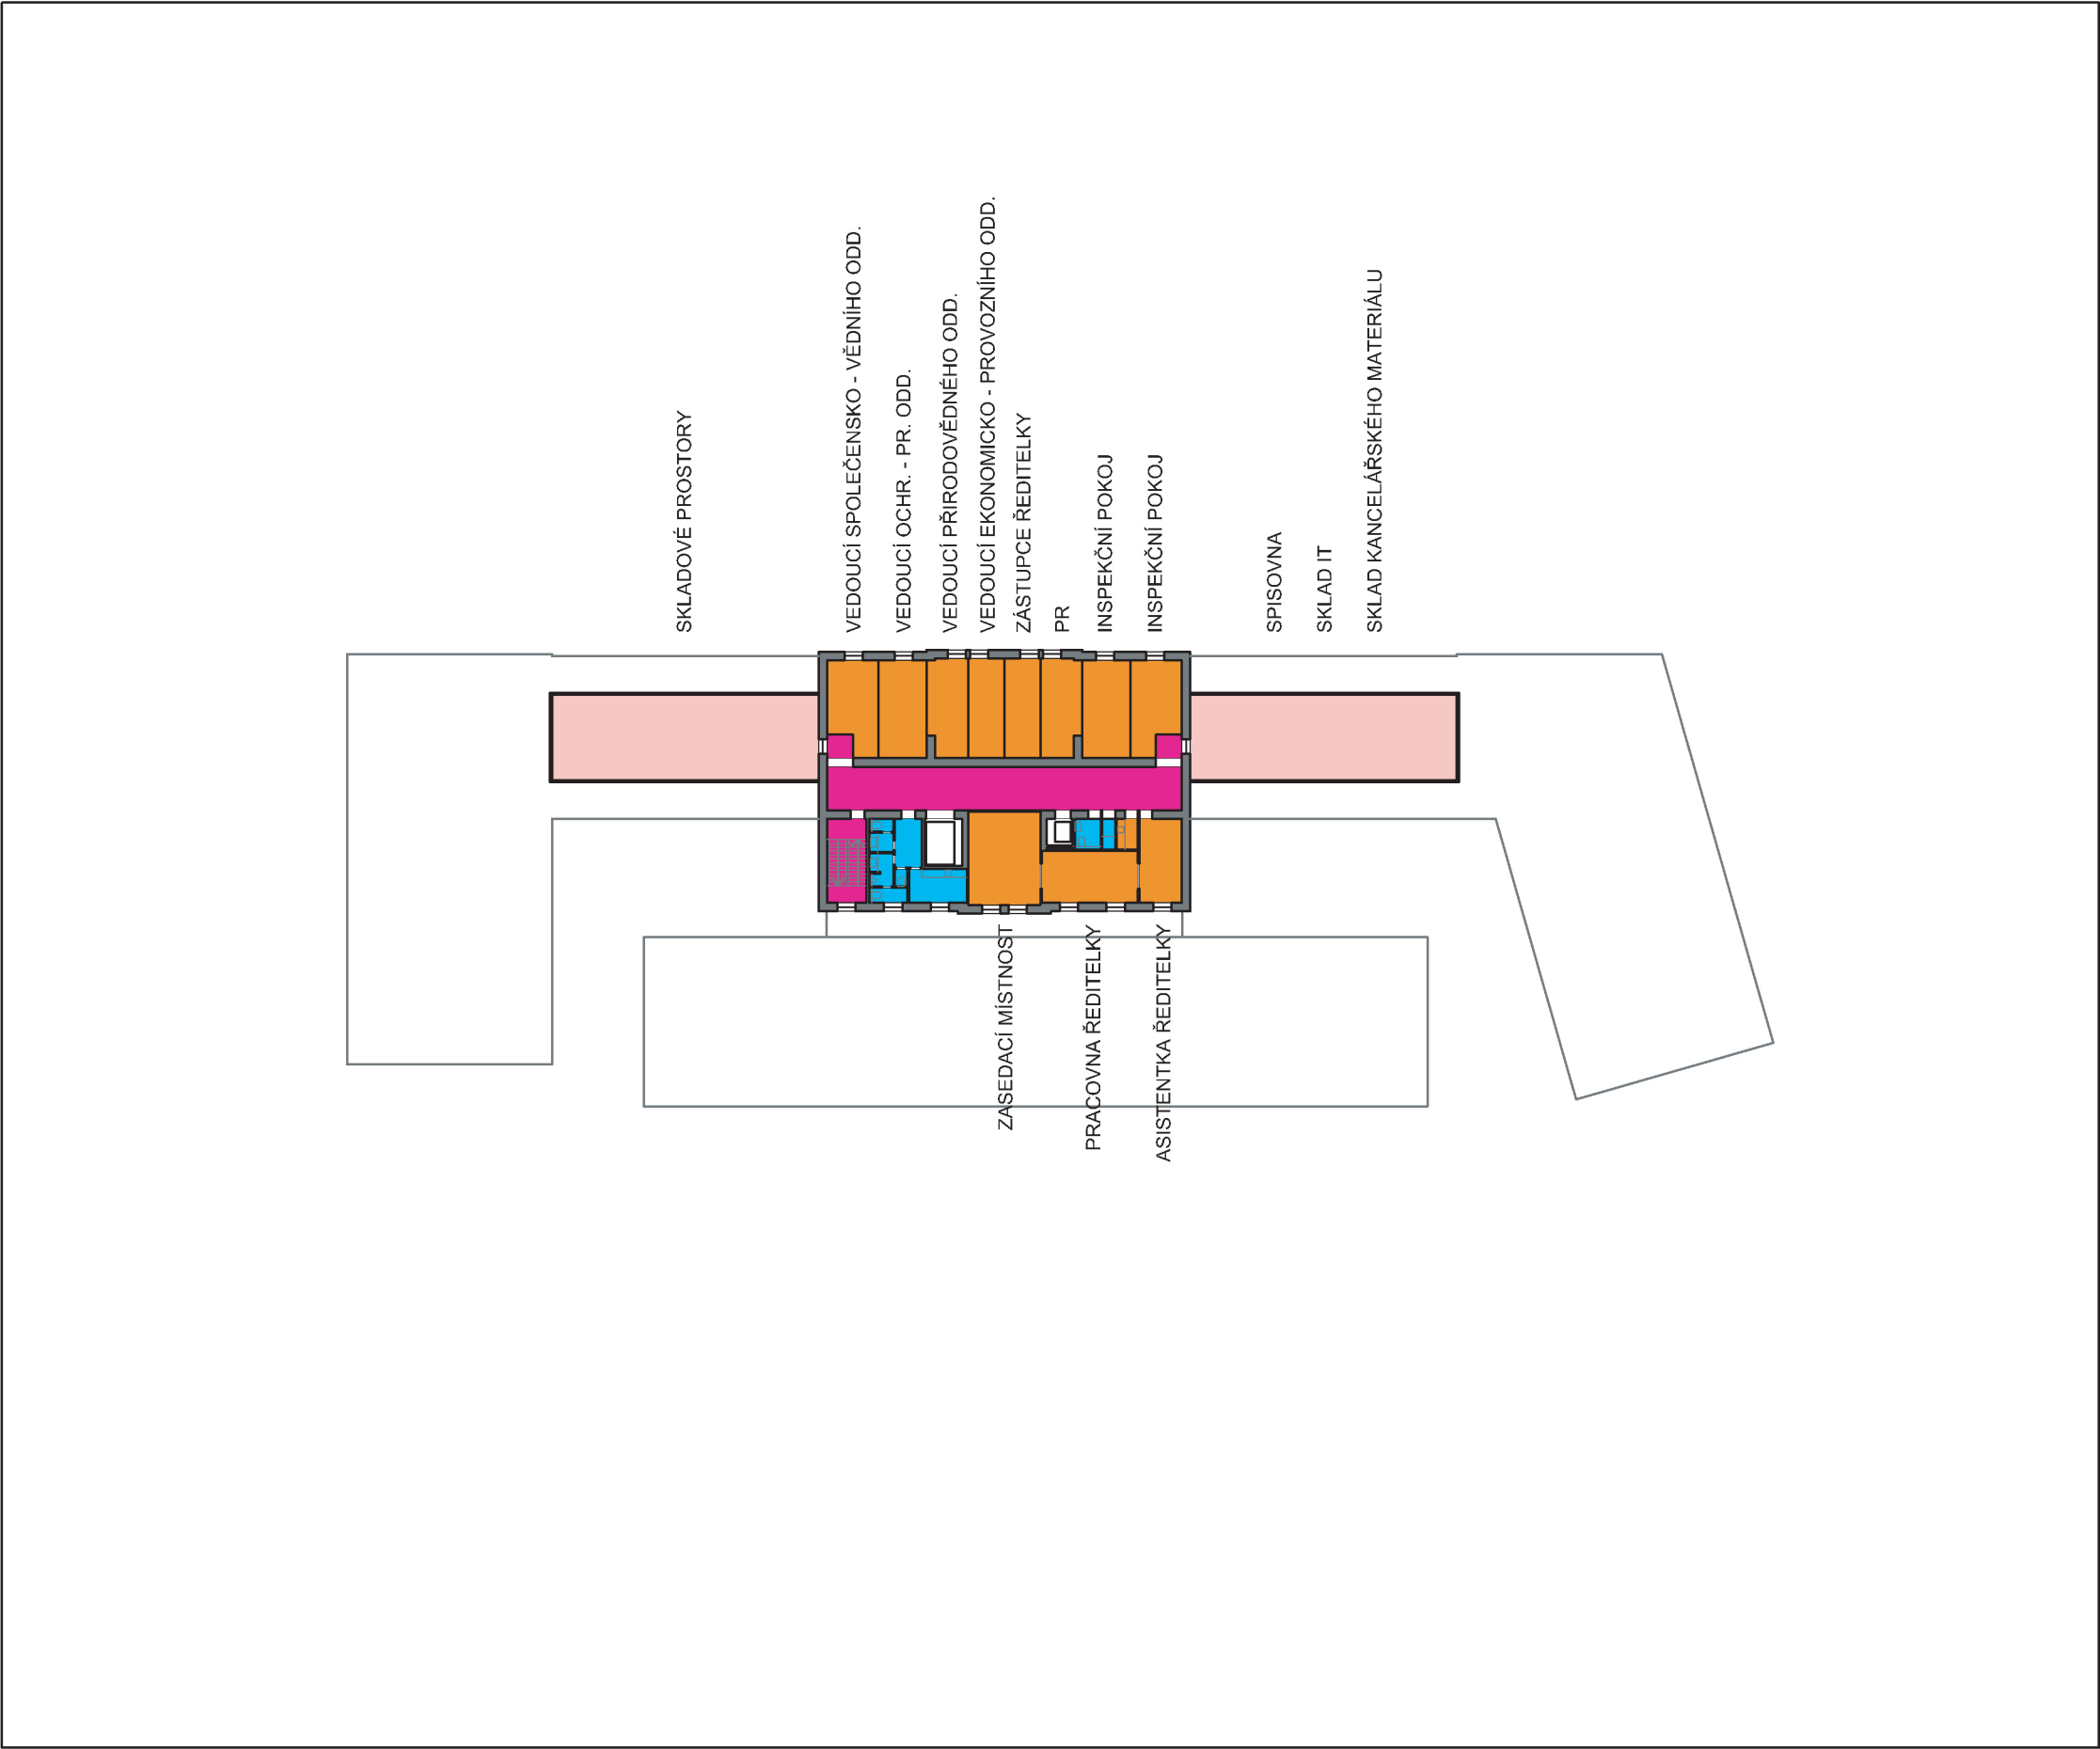 SKLADOVÉ PROSTORY
VEDOUCÍ SPOLEČENSKO - VĚDNÍHO ODD.
VEDOUCÍ OCHR. - PR. ODD.
VEDOUCÍ PŘIRODOVĚDNÉHO ODD.
VEDOUCÍ EKONOMICKO - PROVOZNÍHO ODD.
ZÁSTUPCE ŘEDITELKY
PR
INSPEKČNÍ POKOJ
INSPEKČNÍ POKOJ
SPISOVNA
SKLAD IT
SKLAD KANCELÁŘSKÉHO MATERIÁLU
ZASEDACÍ MÍSTNOST
PRACOVNA ŘEDITELKY
ASISTENTKA ŘEDITELKY